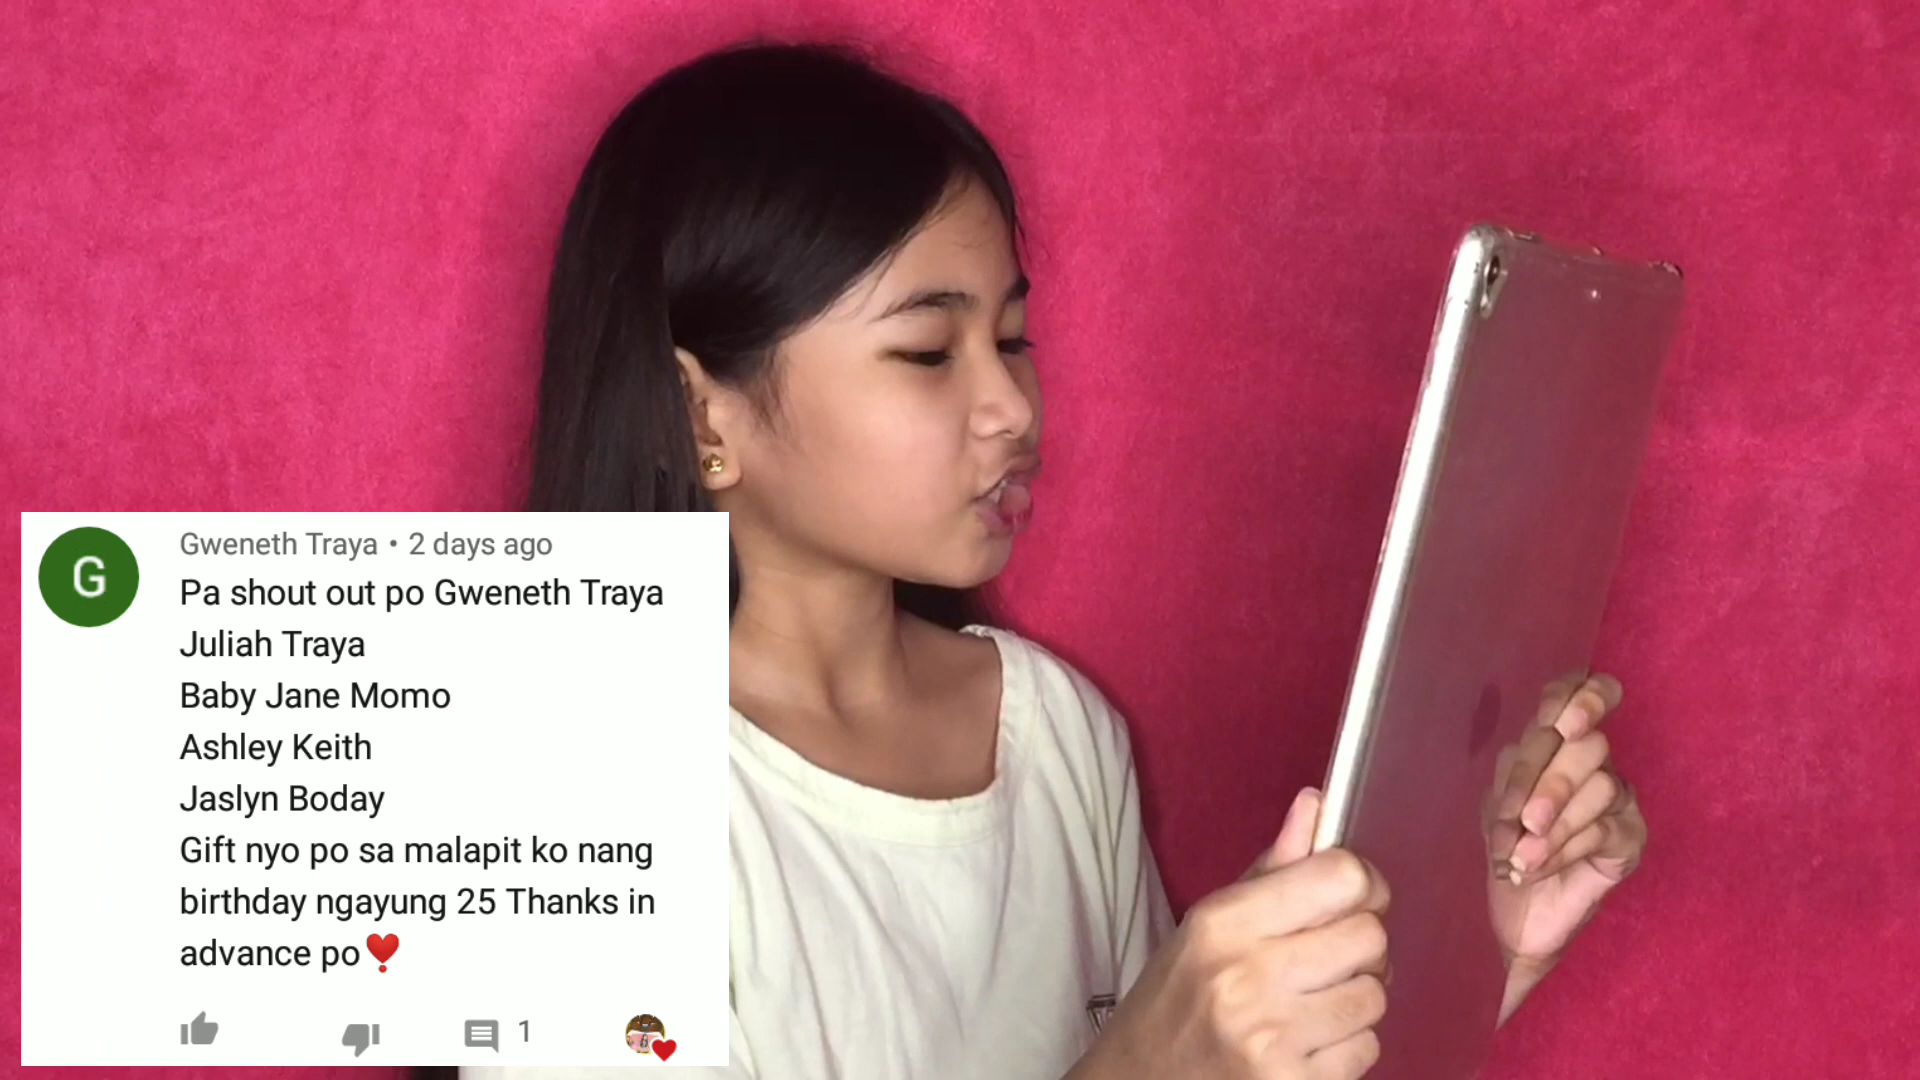 G
Gweneth Traya • 2 days ago
Pa shout out po Gweneth Traya
Juliah Traya
Baby Jane Momo
Ashley Keith
Jaslyn Boday
Gift nyo po sa malapit ko nang
birthday ngayung 25 Thanks in
advance po❣️
1